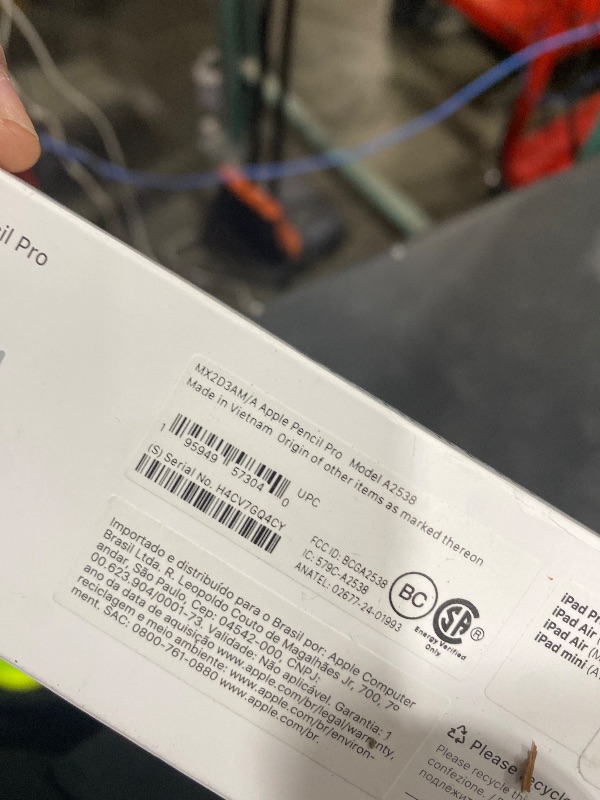 Pro
MX2D3AM/A Apple Pencil Pro Model A2538
Made in Vietnam Origin of other items as marked thereon
1 95949 57304 0 UPC
(S) Serial No. H4CV7GQ4CY
FCC ID: BCGA2538
IC: 579C-A2538
ANATEL: 02677-24-01993
BC
SA ®
Energy Verified
Only
Importado e distribuído para o Brasil por: Apple Computer
Brasil Ltda. R. Leopoldo Couto de Magalhães Jr, 700, 7º
andar, São Paulo Cep: 04542-000 CNPJ:
00.623.904/0001-73. Validade: Não aplicável. Garantia: 1
ano da data de aquisição www.apple.com/br/legal/warranty,
reciclagem e meio ambiente: www.apple.com/br/environ-
ment. SAC: 0800-761-0880 www.apple.com/br.
iPad
iPad Air
iPad Air
iPad mini
Please
Please recycle
confezione. /